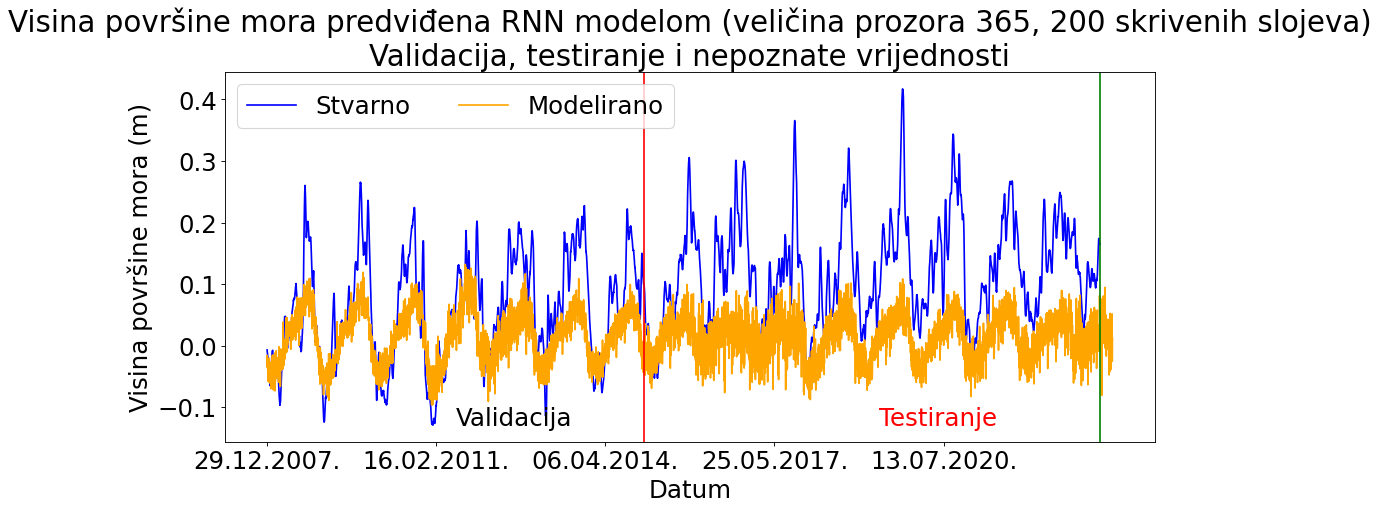 Visina površine mora predviđena RNN modelom (veličina prozora 365, 200 skrivenih slojeva)
Validacija, testiranje i nepoznate vrijednosti
Stvarno
Modelirano
Visina površine mora (m)
0.4
0.3
0.2
0.1
0.0
−0.1
Validacija
Testiranje
29.12.2007.
16.02.2011.
06.04.2014.
25.05.2017.
13.07.2020.
Datum